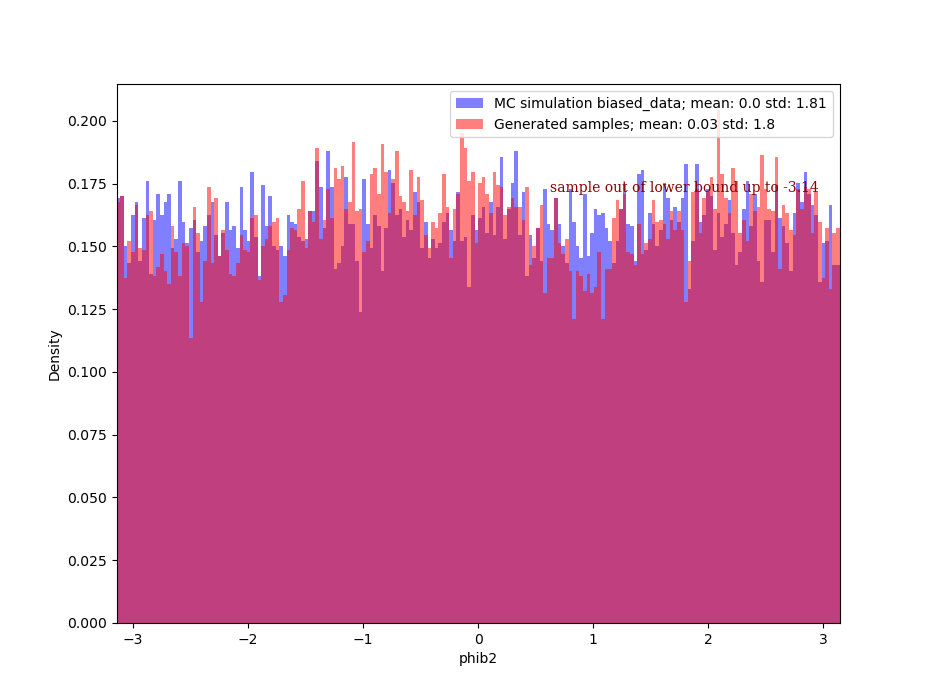 MC simulation biased_data; mean: 0.0 std: 1.81
Generated samples; mean: 0.03 std: 1.8
sample out of lower bound up to -3.14
0.200
0.175
0.150
0.125
0.100
0.075
0.050
0.025
0.000
Density
−3 −2 −1 0 1 2 3
phib2